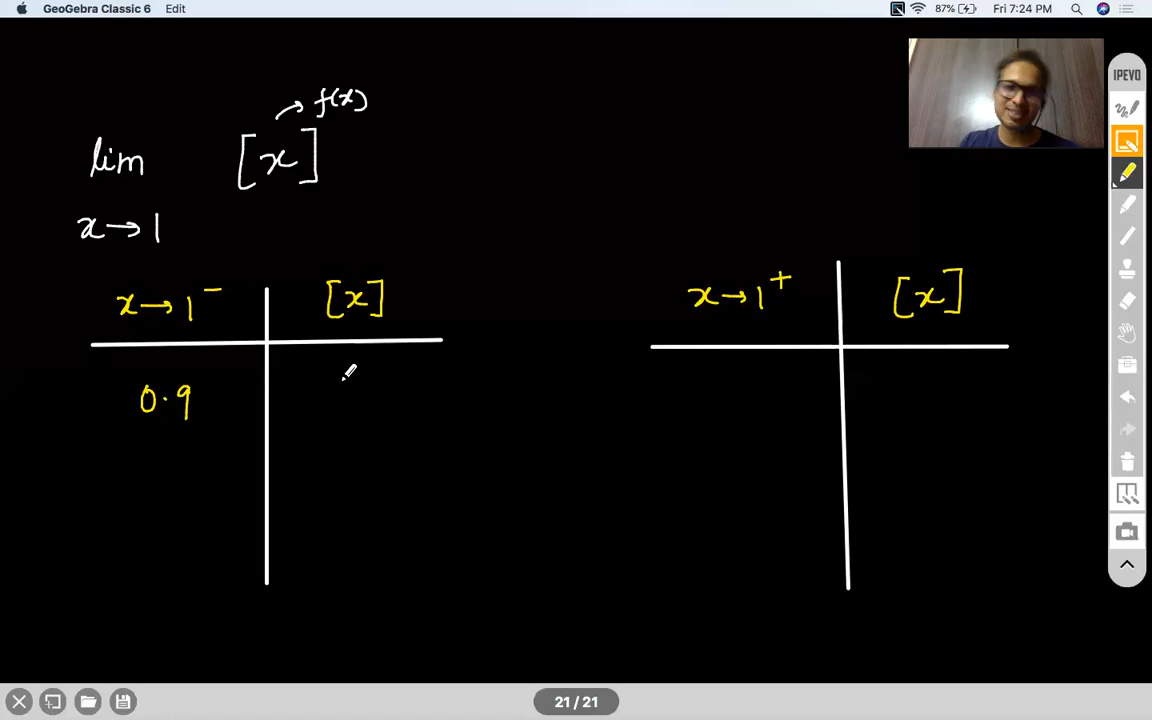 GeoGebra Classic 6 Edit 87% Fri 7:24 PM
IPEVO
→ f(x)
lim [x]
x → 1
x → 1⁻ [x] x → 1⁺ [x]
0.9
21 / 21